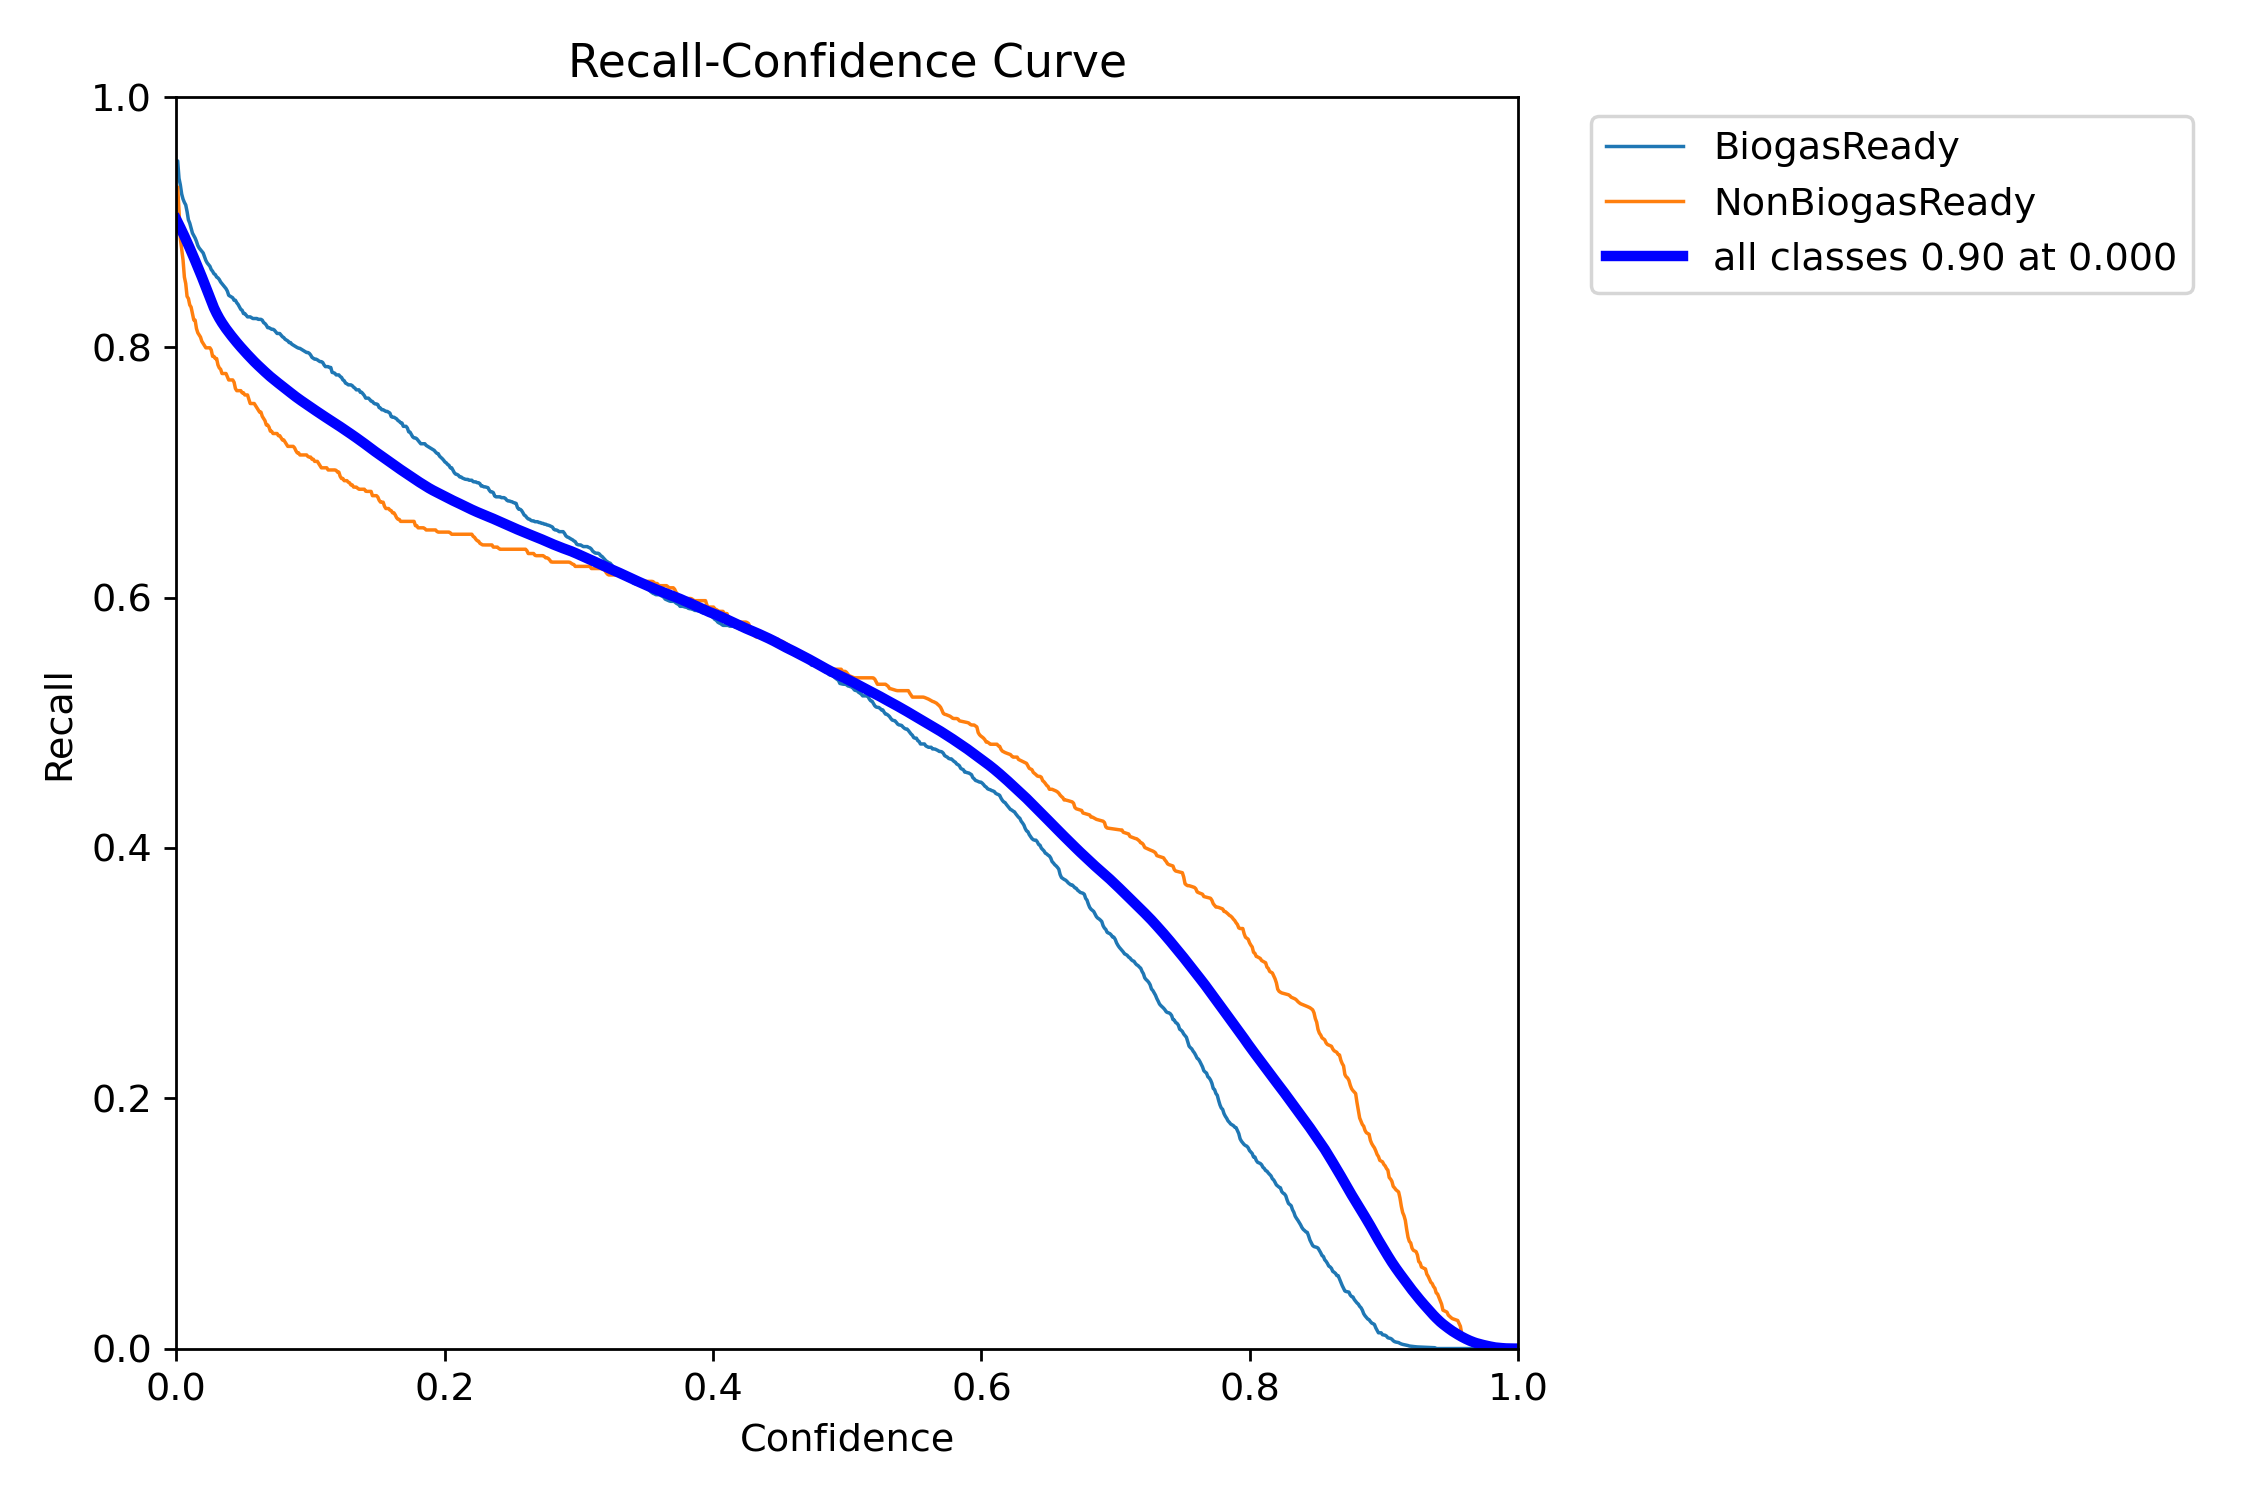 Recall-Confidence Curve
1.0
0.8
0.6
0.4
0.2
0.0
Recall
0.0 0.2 0.4 0.6 0.8 1.0
Confidence
BiogasReady
NonBiogasReady
all classes 0.90 at 0.000